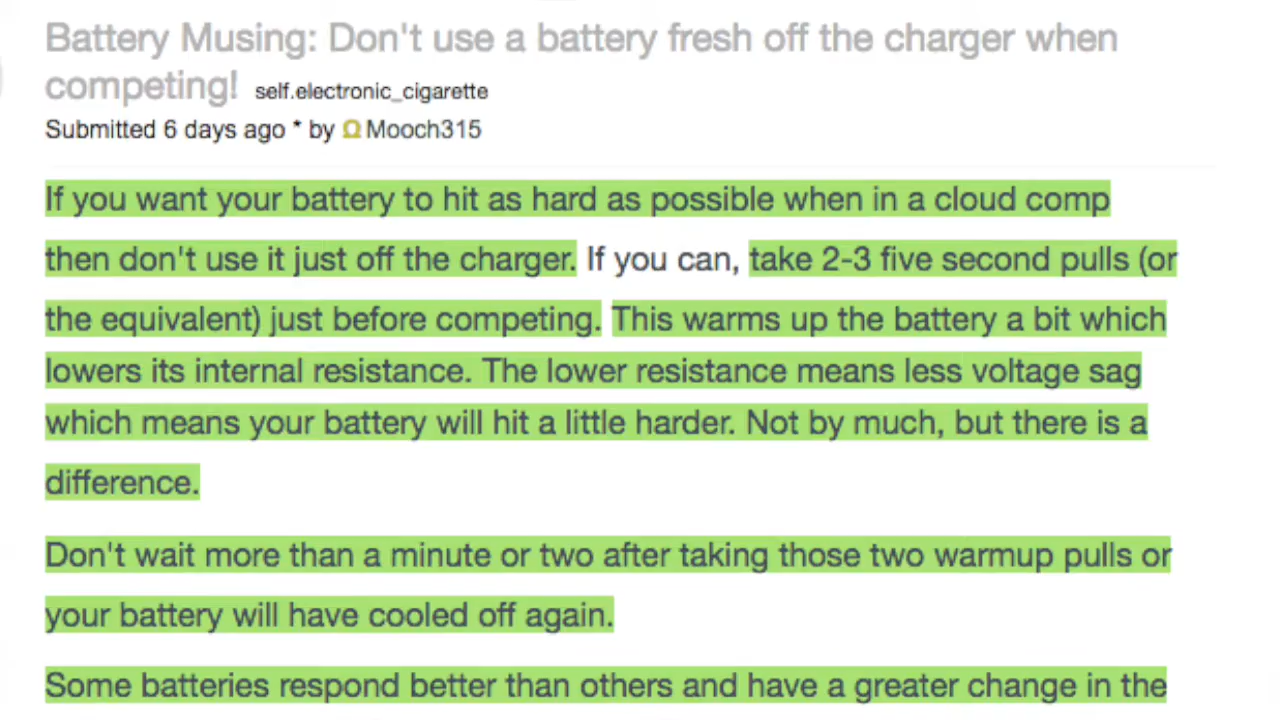 Battery Musing: Don't use a battery fresh off the charger when
competing! self.electronic_cigarette
Submitted 6 days ago * by Ω Mooch315
If you want your battery to hit as hard as possible when in a cloud comp
then don't use it just off the charger. If you can, take 2-3 five second pulls (or
the equivalent) just before competing. This warms up the battery a bit which
lowers its internal resistance. The lower resistance means less voltage sag
which means your battery will hit a little harder. Not by much, but there is a
difference.
Don't wait more than a minute or two after taking those two warmup pulls or
your battery will have cooled off again.
Some batteries respond better than others and have a greater change in the